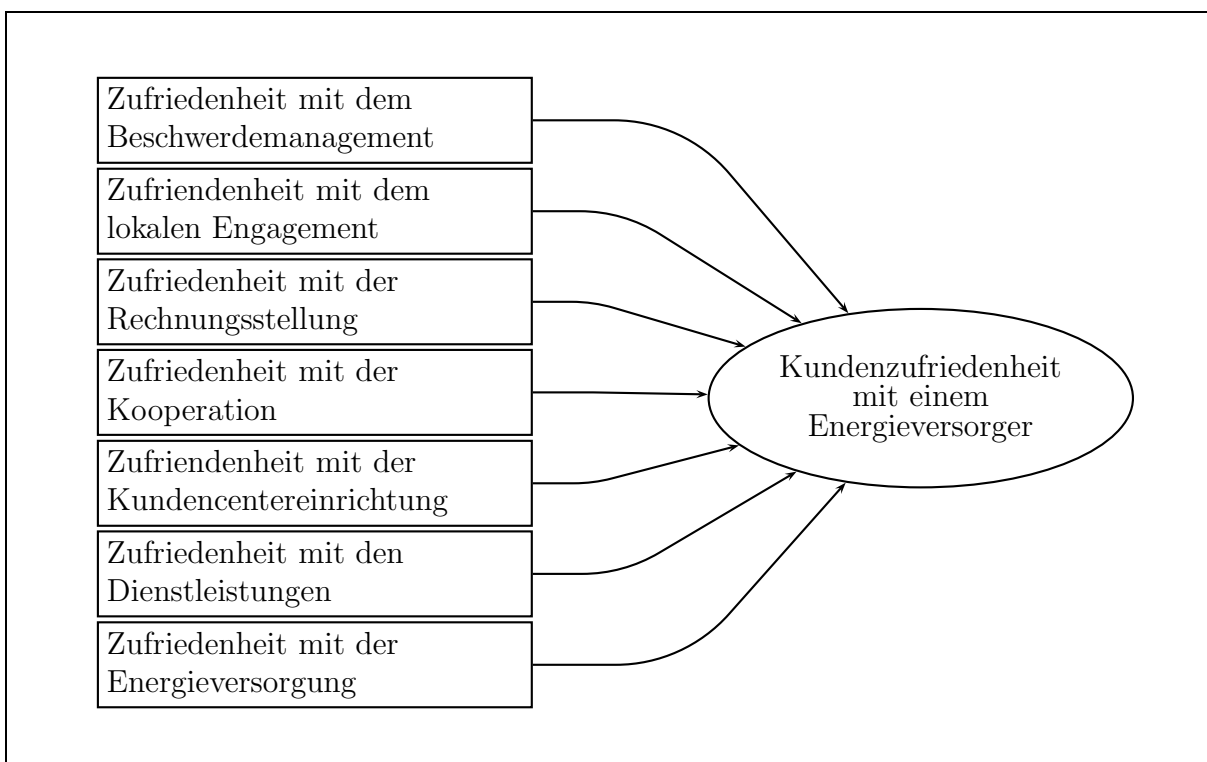 Zufriedenheit mit dem
Beschwerdemanagement
Zufriendenheit mit dem
lokalen Engagement
Zufriedenheit mit der
Rechnungsstellung
Zufriedenheit mit der
Kooperation
Zufriendenheit mit der
Kundencentereinrichtung
Zufriedenheit mit den
Dienstleistungen
Zufriedenheit mit der
Energieversorgung
Kundenzufriedenheit
mit einem
Energieversorger